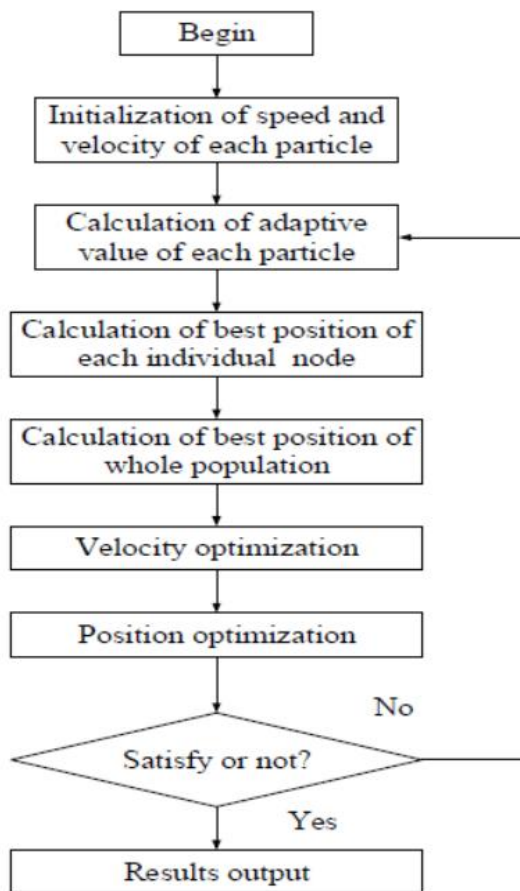 Begin
Initialization of speed and
velocity of each particle
Calculation of adaptive
value of each particle
Calculation of best position of
each individual node
Calculation of best position of
whole population
Velocity optimization
Position optimization
No
Satisfy or not?
Yes
Results output